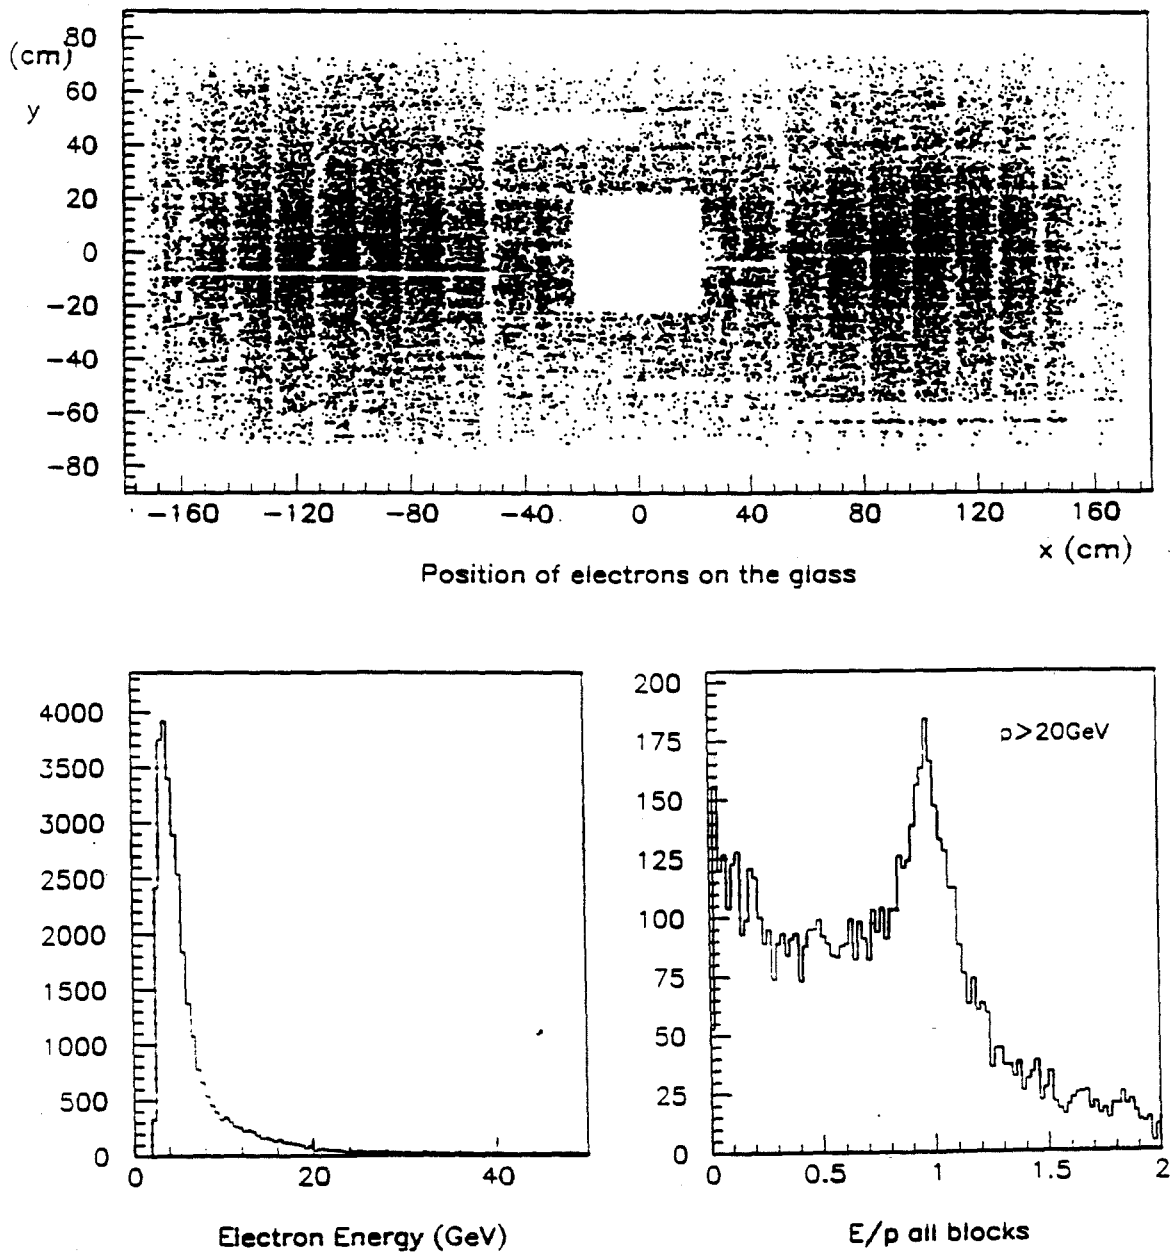 80
(cm)
60
y
40
20
0
−20
−40
−60
−80
−160 −120 −80 −40 0 40 80 120 160
x (cm)
Position of electrons on the glass
4000
3500
3000
2500
2000
1500
1000
500
0
0 20 40
Electron Energy (GeV)
200
p>20GeV
175
150
125
100
75
50
25
0
0 0.5 1 1.5 2
E/p all blocks